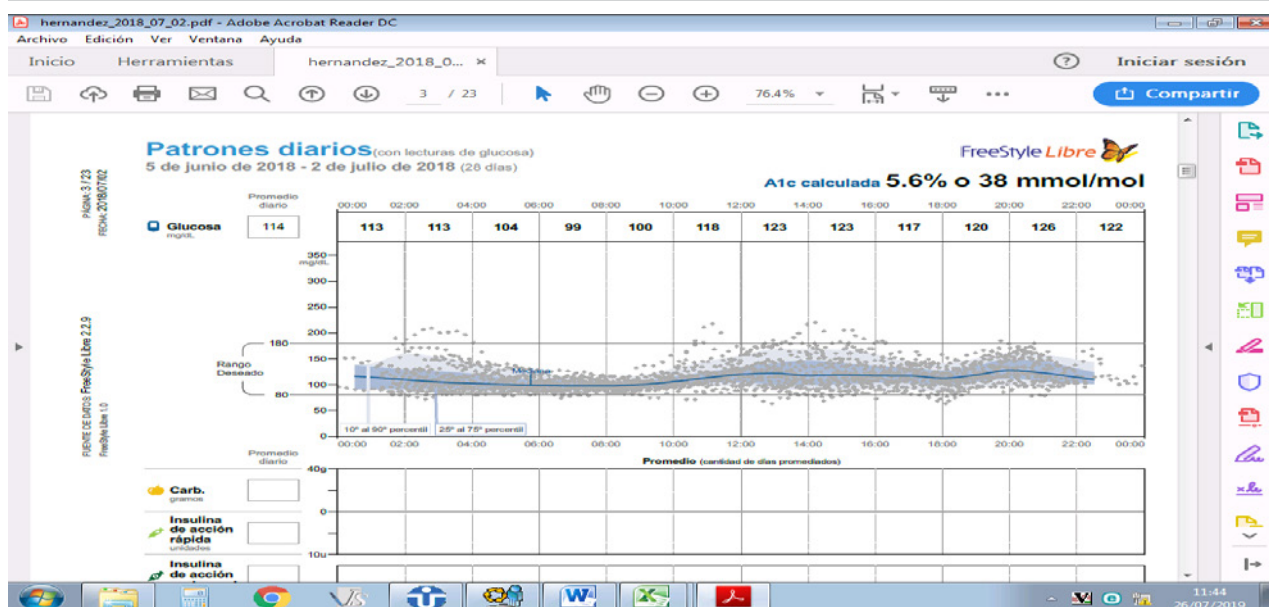 hernandez_2018_07_02.pdf - Adobe Acrobat Reader DC
Archivo Edición Ver Ventana Ayuda
Inicio Herramientas hernandez_2018_0... × ? Iniciar sesión
3 / 23 76.4% Compartir
Patrones diarios (con lecturas de glucosa)
5 de junio de 2018 - 2 de julio de 2018 (28 días)
FreeStyle Libre
A1c calculada 5.6% o 38 mmol/mol
PÁGINA: 3 / 23
FECHA: 2018/07/02
Promedio
diario
00:00 02:00 04:00 06:00 08:00 10:00 12:00 14:00 16:00 18:00 20:00 22:00 00:00
Glucosa 114 113 113 104 99 100 118 123 123 117 120 126 122
mg/dL
350
mg/dL
300
250
200
180
150
Rango
Deseado
Mediana
100
80
50
10º al 90º percentil 25º al 75º percentil
0
00:00 02:00 04:00 06:00 08:00 10:00 12:00 14:00 16:00 18:00 20:00 22:00 00:00
FUENTE DE DATOS: FreeStyle Libre 2.2.9
FreeStyle Libre 1.0
Promedio
diario
Promedio (cantidad de días promediados)
40g
Carb.
gramos
0
Insulina
de acción
rápida
unidades
10u
Insulina
de acción
11:44
26/07/2019